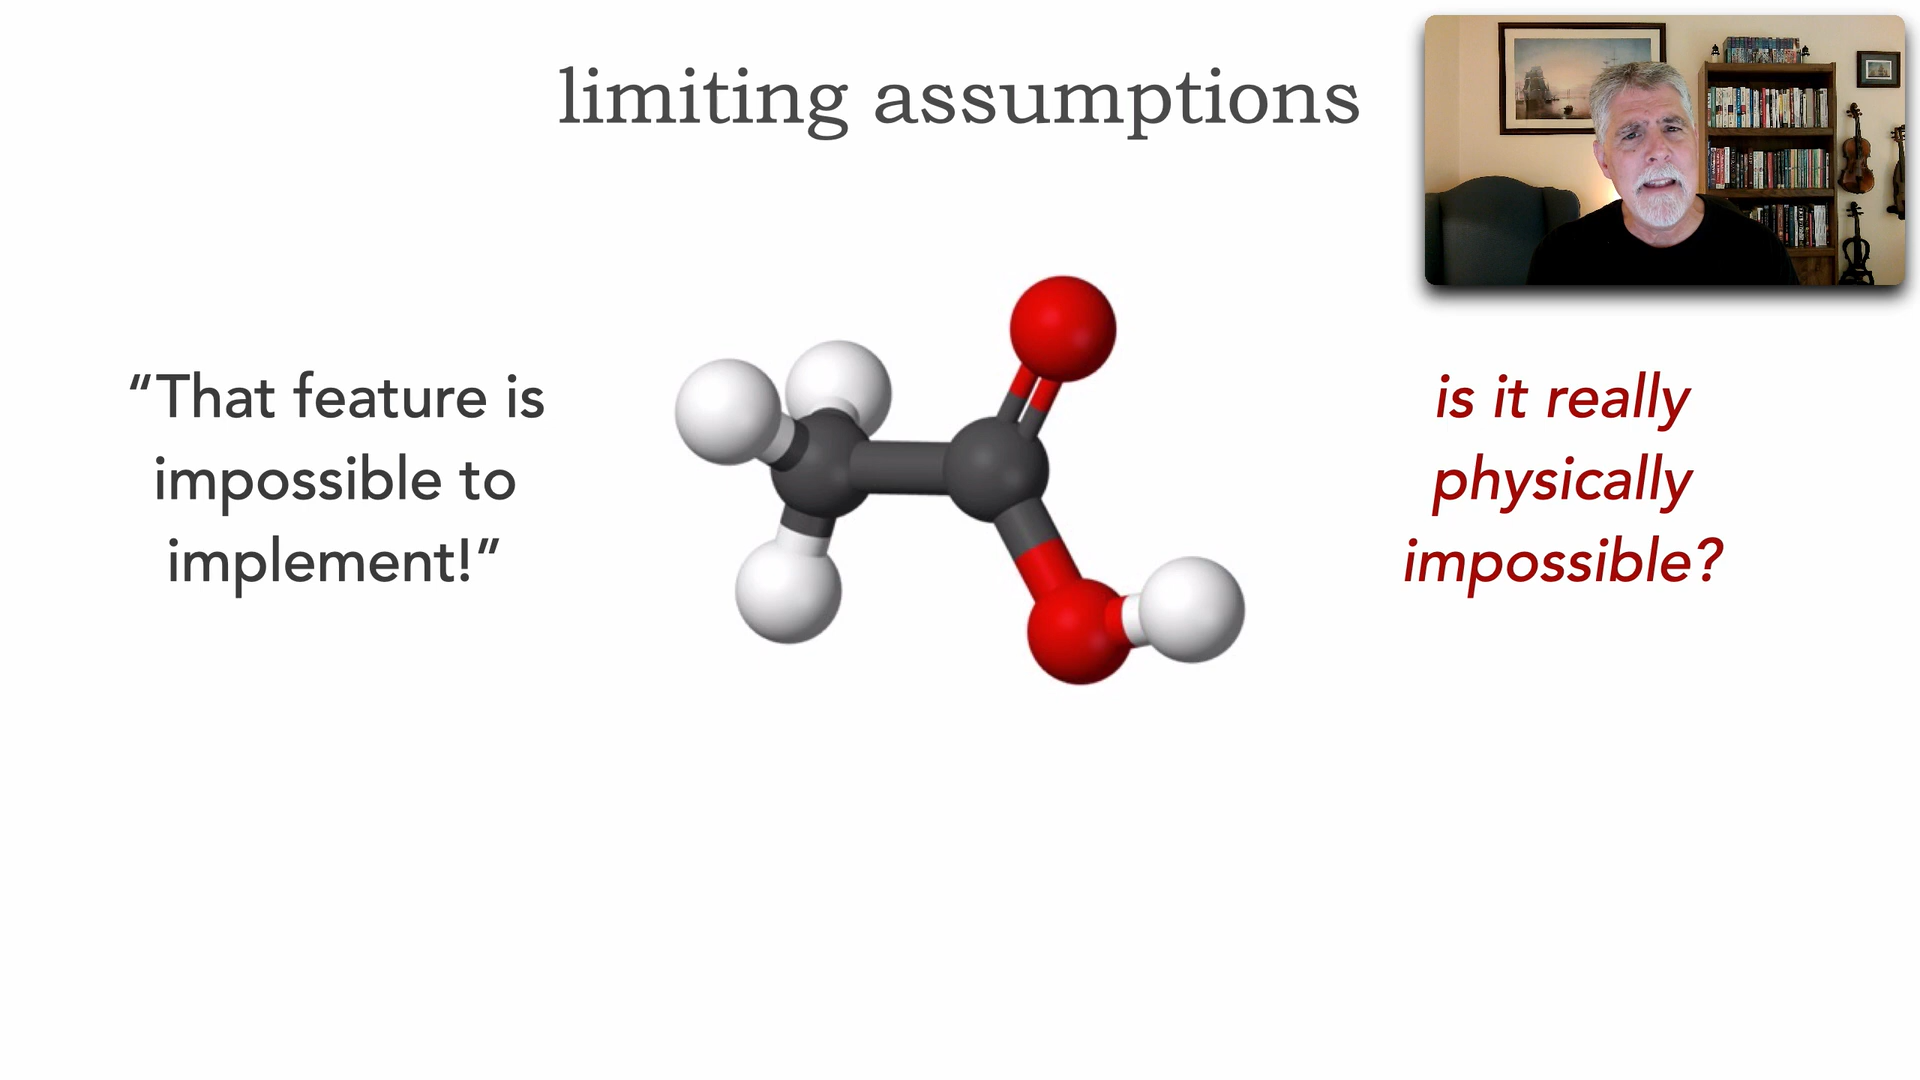 limiting assumptions
“That feature is
impossible to
implement!”
is it really
physically
impossible?